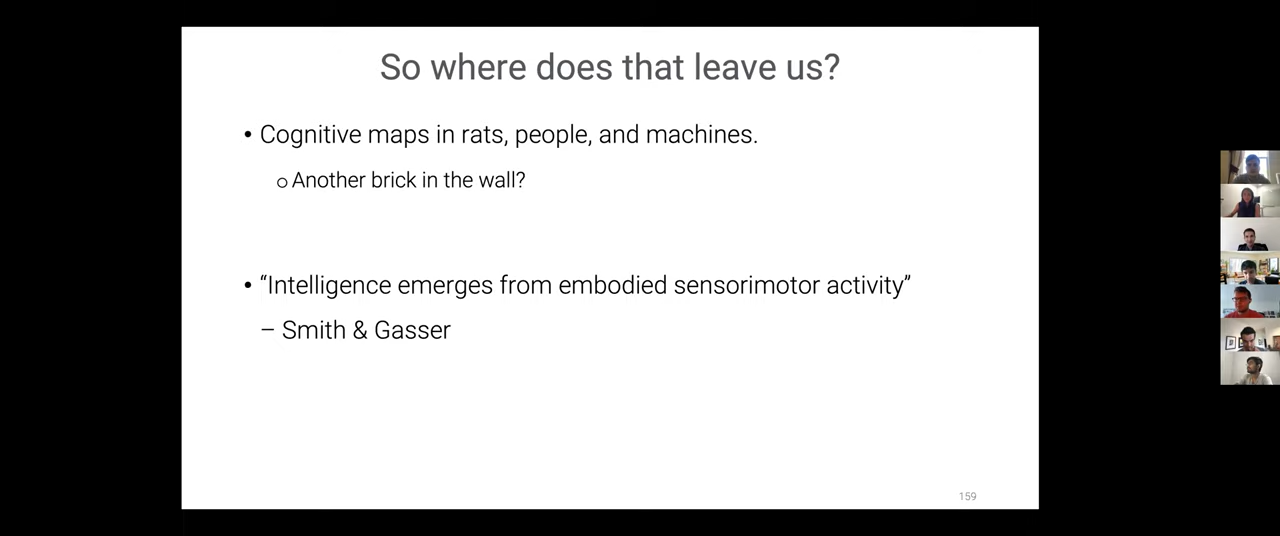 So where does that leave us?
• Cognitive maps in rats, people, and machines.
o Another brick in the wall?
• “Intelligence emerges from embodied sensorimotor activity”
– Smith & Gasser
159